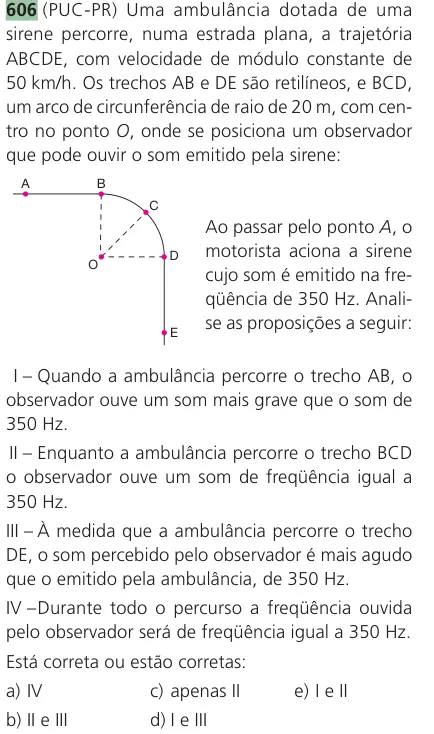 606 (PUC-PR) Uma ambulância dotada de uma
sirene percorre, numa estrada plana, a trajetória
ABCDE, com velocidade de módulo constante de
50 km/h. Os trechos AB e DE são retilíneos, e BCD,
um arco de circunferência de raio de 20 m, com cen-
tro no ponto O, onde se posiciona um observador
que pode ouvir o som emitido pela sirene:
A
B
C
D
O
E
Ao passar pelo ponto A, o
motorista aciona a sirene
cujo som é emitido na fre-
qüência de 350 Hz. Anali-
se as proposições a seguir:
I – Quando a ambulância percorre o trecho AB, o
observador ouve um som mais grave que o som de
350 Hz.
II – Enquanto a ambulância percorre o trecho BCD
o observador ouve um som de freqüência igual a
350 Hz.
III – À medida que a ambulância percorre o trecho
DE, o som percebido pelo observador é mais agudo
que o emitido pela ambulância, de 350 Hz.
IV –Durante todo o percurso a freqüência ouvida
pelo observador será de freqüência igual a 350 Hz.
Está correta ou estão corretas:
a) IV c) apenas II e) I e II
b) II e III d) I e III